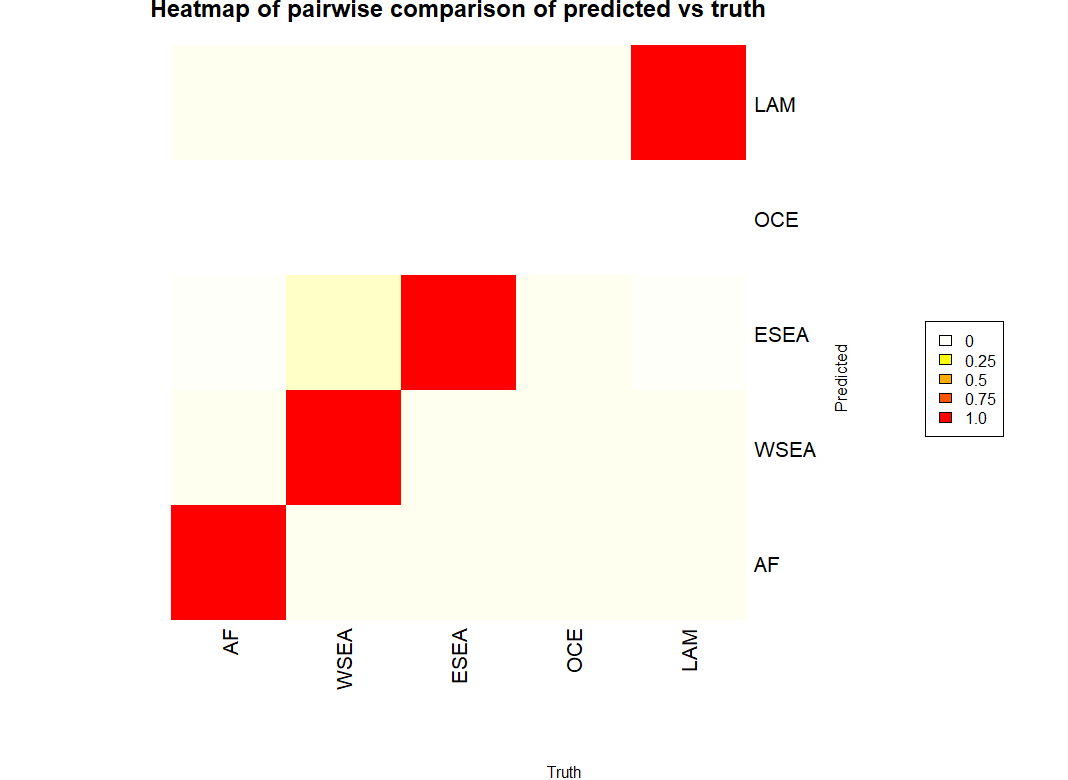 Heatmap of pairwise comparison of predicted vs truth
LAM
OCE
ESEA
WSEA
AF
Predicted
0
0.25
0.5
0.75
1.0
AF
WSEA
ESEA
OCE
LAM
Truth